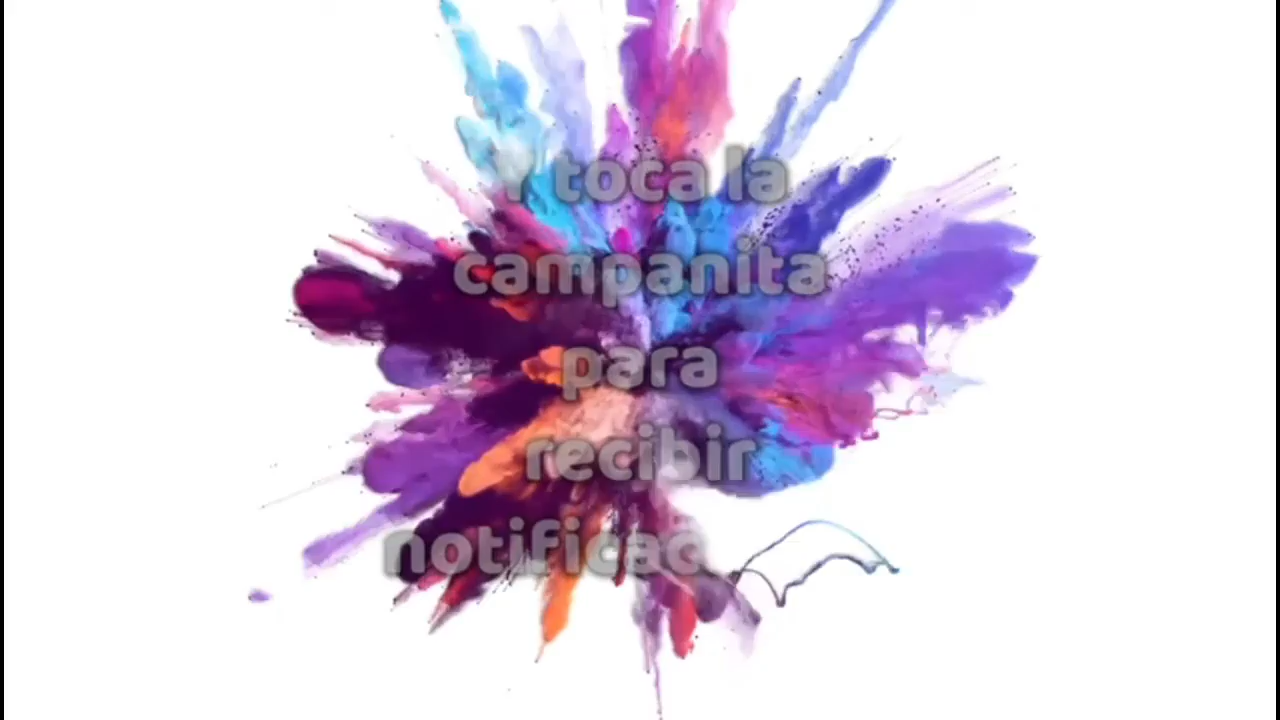 Y toca la
campanita
para
recibir
notificac